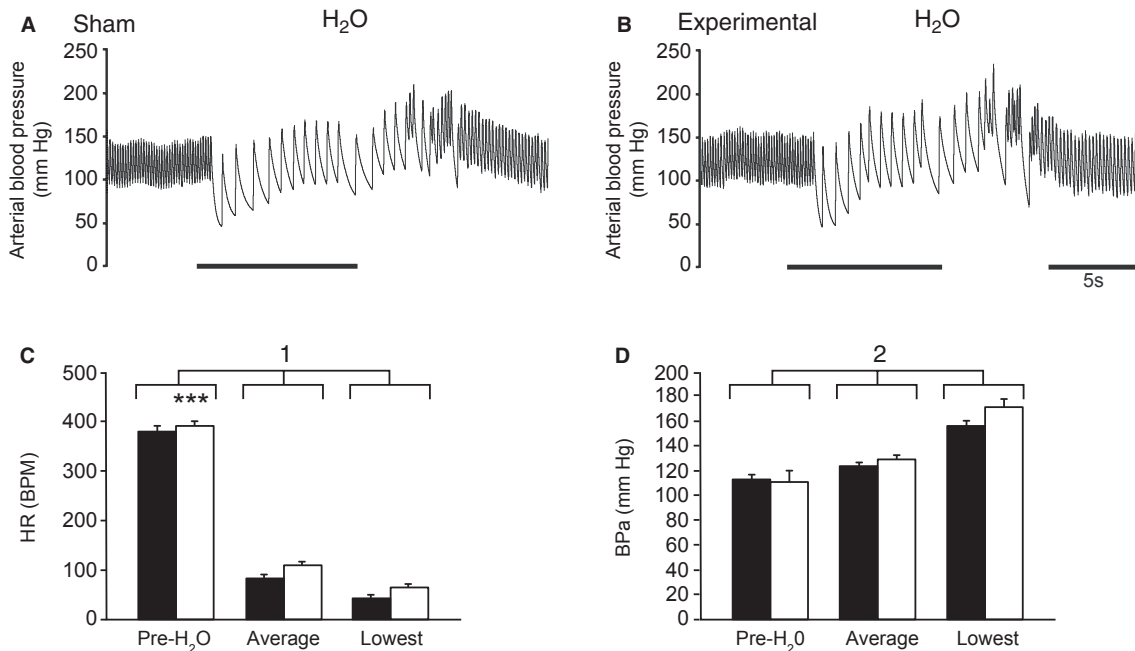 A Sham H₂O
Arterial blood pressure
(mm Hg)
250
200
150
100
50
0
B Experimental H₂O
Arterial blood pressure
(mm Hg)
250
200
150
100
50
0
5s
C 1
HR (BPM)
500
400
300
200
100
0
***
Pre-H₂O Average Lowest
D 2
BPa (mm Hg)
200
180
160
140
120
100
80
60
40
20
0
Pre-H₂0 Average Lowest